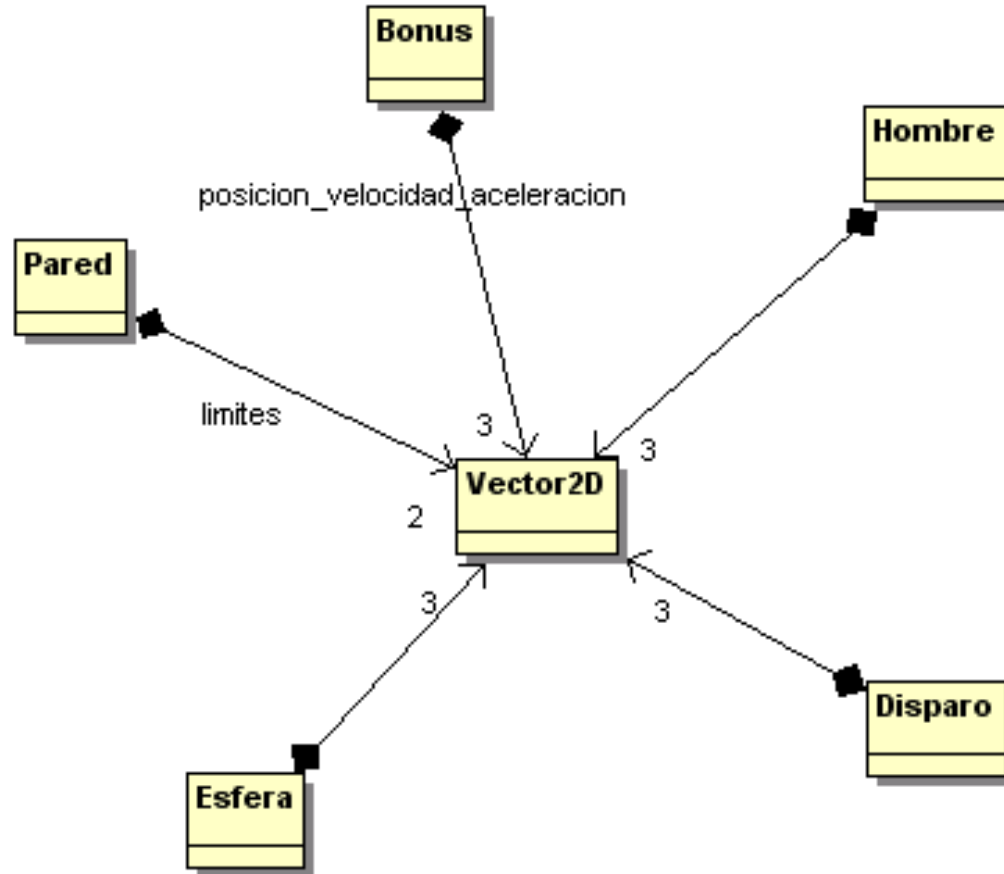 Bonus
Hombre
posicion_velocidad_aceleracion
Pared
limites
3
3
Vector2D
2
3
3
Disparo
Esfera